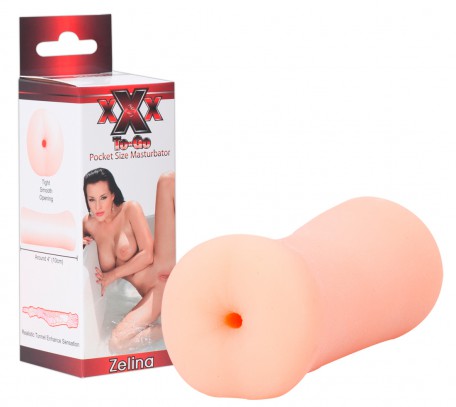 xXx
To-Go
Pocket Size Masturbator
Tight
Smooth
Opening
Around 4" (10cm)
Realistic Tunnel Enhance Sensation
Zelina